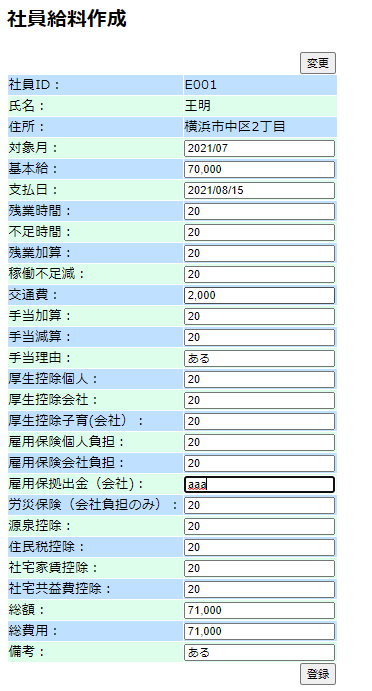 社員給料作成
変更
社員ID： E001
氏名： 王明
住所： 横浜市中区2丁目
対象月： 2021/07
基本給： 70,000
支払日： 2021/08/15
残業時間： 20
不足時間： 20
残業加算： 20
稼働不足減： 20
交通費： 2,000
手当加算： 20
手当減算： 20
手当理由： ある
厚生控除個人： 20
厚生控除会社： 20
厚生控除子育(会社）： 20
雇用保険個人負担： 20
雇用保険会社負担： 20
雇用保拠出金（会社)： aaa
労災保険（会社負担のみ）： 20
源泉控除： 20
住民税控除： 20
社宅家賃控除： 20
社宅共益費控除： 20
総額： 71,000
総費用： 71,000
備考： ある
登録